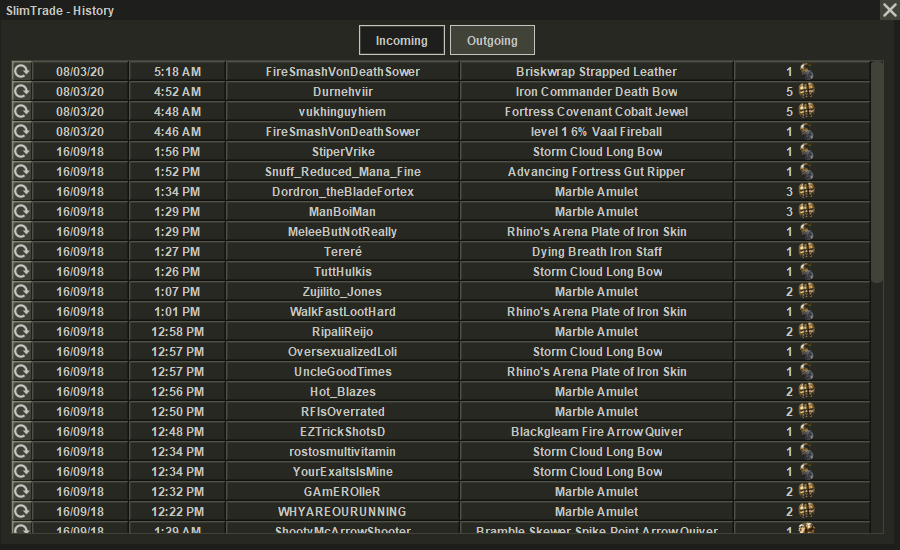 SlimTrade - History
Incoming Outgoing
08/03/20 5:18 AM FireSmashVonDeathSower Briskwrap Strapped Leather 1
08/03/20 4:52 AM Durnehviir Iron Commander Death Bow 5
08/03/20 4:48 AM vukhinguyhiem Fortress Covenant Cobalt Jewel 5
08/03/20 4:46 AM FireSmashVonDeathSower level 1 6% Vaal Fireball 1
16/09/18 1:56 PM StiperVrike Storm Cloud Long Bow 1
16/09/18 1:52 PM Snuff_Reduced_Mana_Fine Advancing Fortress Gut Ripper 1
16/09/18 1:34 PM Dordron_theBladeFortex Marble Amulet 3
16/09/18 1:29 PM ManBoiMan Marble Amulet 3
16/09/18 1:29 PM MeleeButNotReally Rhino's Arena Plate of Iron Skin 1
16/09/18 1:27 PM Tereré Dying Breath Iron Staff 1
16/09/18 1:26 PM TuttHulkis Storm Cloud Long Bow 1
16/09/18 1:07 PM Zujilito_Jones Marble Amulet 2
16/09/18 1:01 PM WalkFastLootHard Rhino's Arena Plate of Iron Skin 1
16/09/18 12:58 PM RipaliReijo Marble Amulet 2
16/09/18 12:57 PM OversexualizedLoli Storm Cloud Long Bow 1
16/09/18 12:57 PM UncleGoodTimes Rhino's Arena Plate of Iron Skin 1
16/09/18 12:56 PM Hot_Blazes Marble Amulet 2
16/09/18 12:50 PM RFIsOverrated Marble Amulet 2
16/09/18 12:48 PM EZTrickShotsD Blackgleam Fire Arrow Quiver 1
16/09/18 12:34 PM rostosmultivitamin Storm Cloud Long Bow 1
16/09/18 12:34 PM YourExaltsIsMine Storm Cloud Long Bow 1
16/09/18 12:32 PM GAmEROlleR Marble Amulet 2
16/09/18 12:22 PM WHYAREOURUNNING Marble Amulet 2
16/09/18 1:29 AM ShootyMcArrowShooter Bramble Skewer Spike-Point Arrow Quiver 1